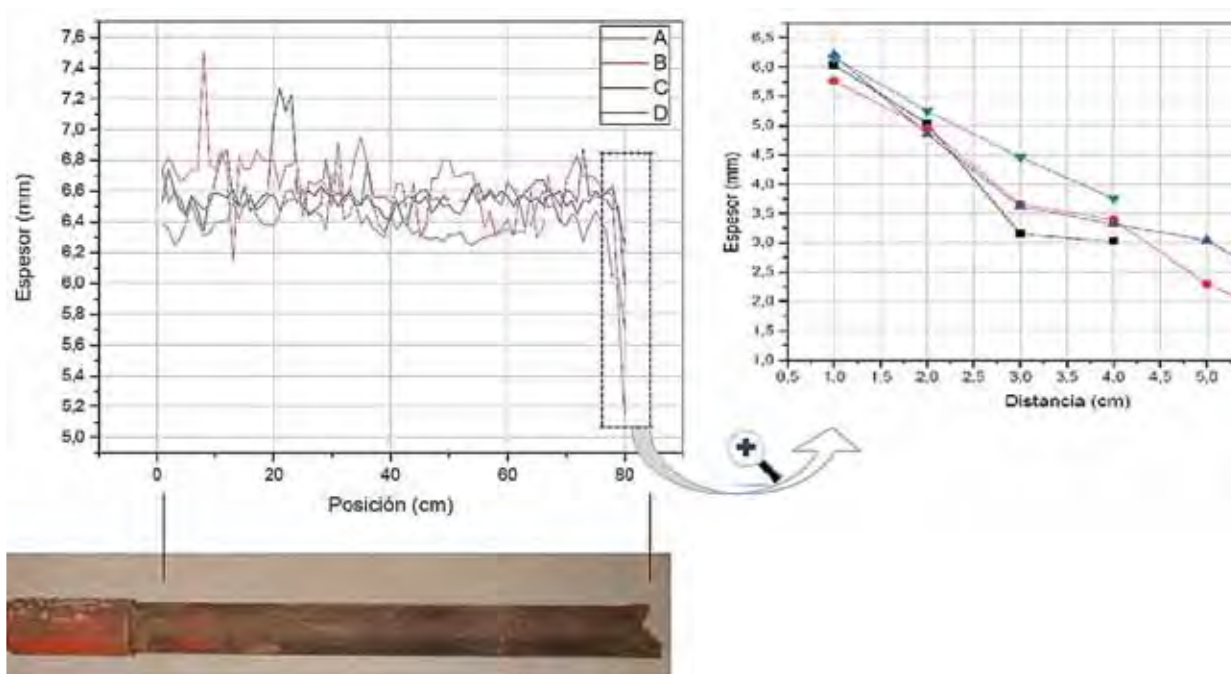 7,6
7,4
7,2
7,0
6,8
6,6
6,4
6,2
6,0
5,8
5,6
5,4
5,2
5,0
Espesor (mm)
A
B
C
D
0 20 40 60 80
Posición (cm)
6,5
6,0
5,5
5,0
4,5
4,0
3,5
3,0
2,5
2,0
1,5
1,0
Espesor (mm)
0,5 1,0 1,5 2,0 2,5 3,0 3,5 4,0 4,5 5,0
Distancia (cm)